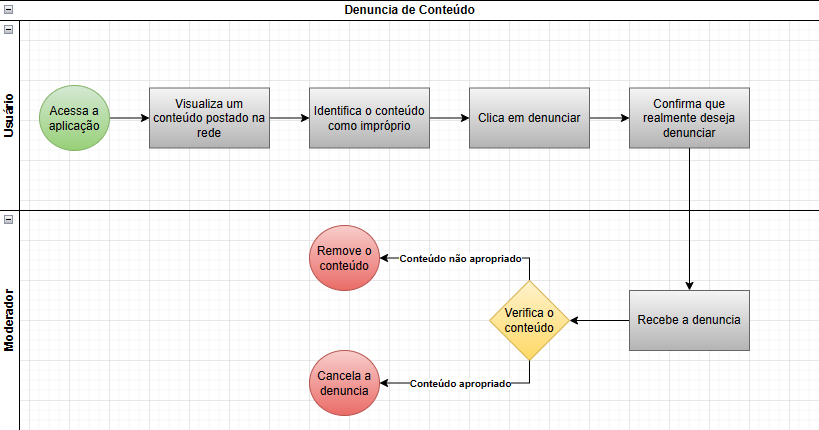 Denuncia de Conteúdo
Usuário
Acessa a
aplicação
Visualiza um
conteúdo postado na
rede
Identifica o conteúdo
como impróprio
Clica em denunciar
Confirma que
realmente deseja
denunciar
Moderador
Remove o
conteúdo
Conteúdo não apropriado
Verifica o
conteúdo
Recebe a denuncia
Cancela a
denuncia
Conteúdo apropriado